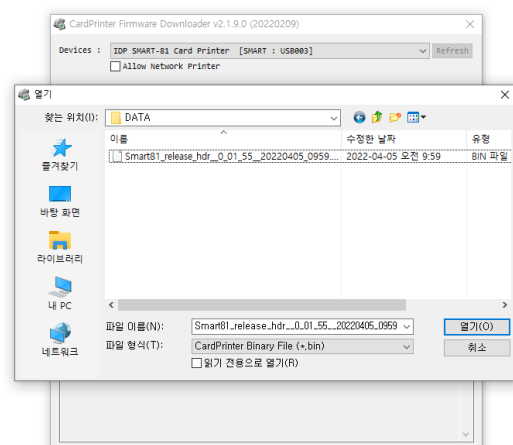 CardPrinter Firmware Downloader v2.1.9.0 (20220209)
Devices : IDP SMART-81 Card Printer [SMART : USB003] Refresh
Allow Network Printer
열기
찾는 위치(I): DATA
이름 수정한 날짜 유형
Smart81_release_hdr__0_01_55__20220405_0959.... 2022-04-05 오전 9:59 BIN 파일
즐겨찾기
바탕 화면
라이브러리
내 PC
네트워크
파일 이름(N): Smart81_release_hdr__0_01_55__20220405_0959 열기(O)
파일 형식(T): CardPrinter Binary File (*.bin) 취소
읽기 전용으로 열기(R)